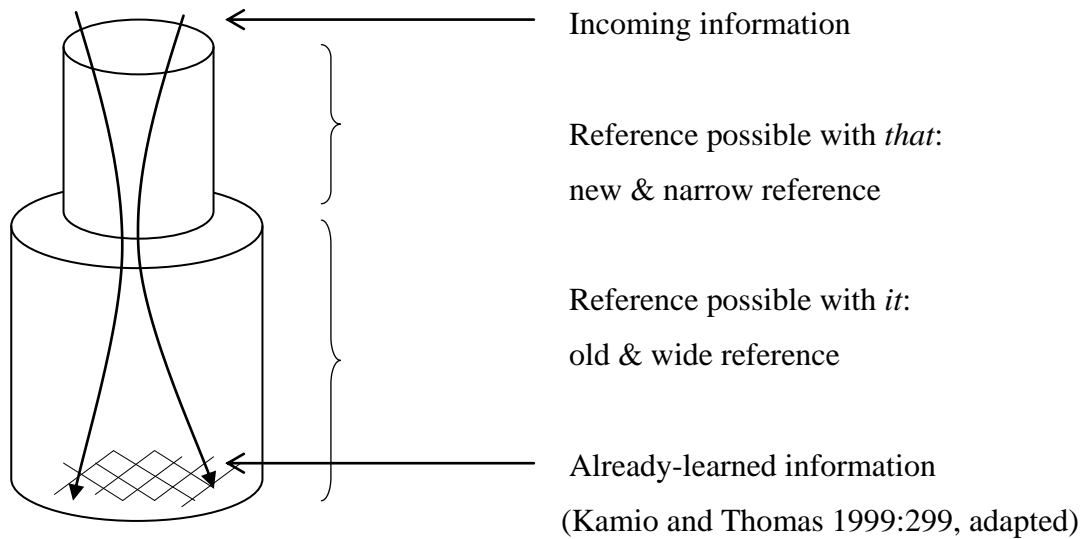 Incoming information
Reference possible with that:
new & narrow reference
Reference possible with it:
old & wide reference
Already-learned information
(Kamio and Thomas 1999:299, adapted)